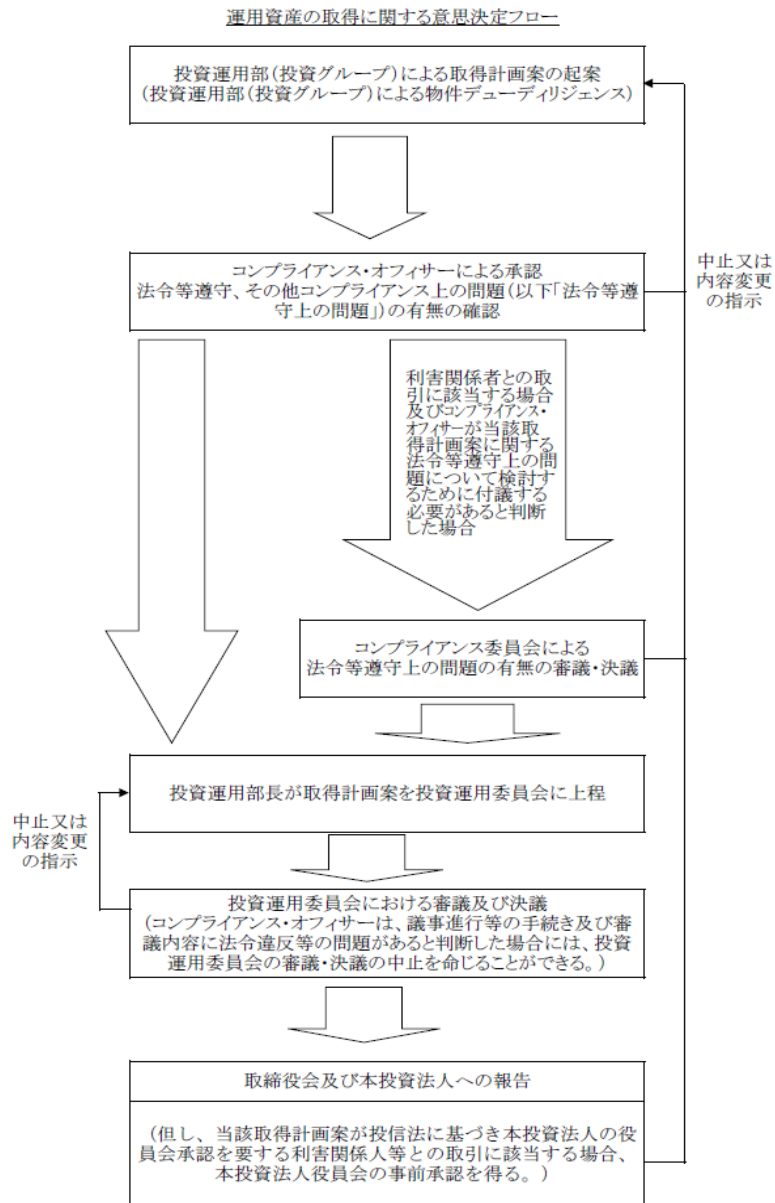 運用資産の取得に関する意思決定フロー
投資運用部(投資グループ)による取得計画案の起案
(投資運用部(投資グループ)による物件デューディリジェンス)
中止又は
内容変更
の指示
コンプライアンス・オフィサーによる承認
法令等遵守、その他コンプライアンス上の問題(以下「法令等遵
守上の問題」)の有無の確認
利害関係者との取
引に該当する場合
及びコンプライアンス・
オフィサーが当該取
得計画案に関する
法令等遵守上の問
題について検討す
るために付議する
必要があると判断
した場合
コンプライアンス委員会による
法令等遵守上の問題の有無の審議・決議
投資運用部長が取得計画案を投資運用委員会に上程
中止又は
内容変更
の指示
投資運用委員会における審議及び決議
(コンプライアンス・オフィサーは、議事進行等の手続き及び審
議内容に法令違反等の問題があると判断した場合には、投資
運用委員会の審議・決議の中止を命じることができる。)
取締役会及び本投資法人への報告
(但し、当該取得計画案が投信法に基づき本投資法人の役
員会承認を要する利害関係人等との取引に該当する場合、
本投資法人役員会の事前承認を得る。)